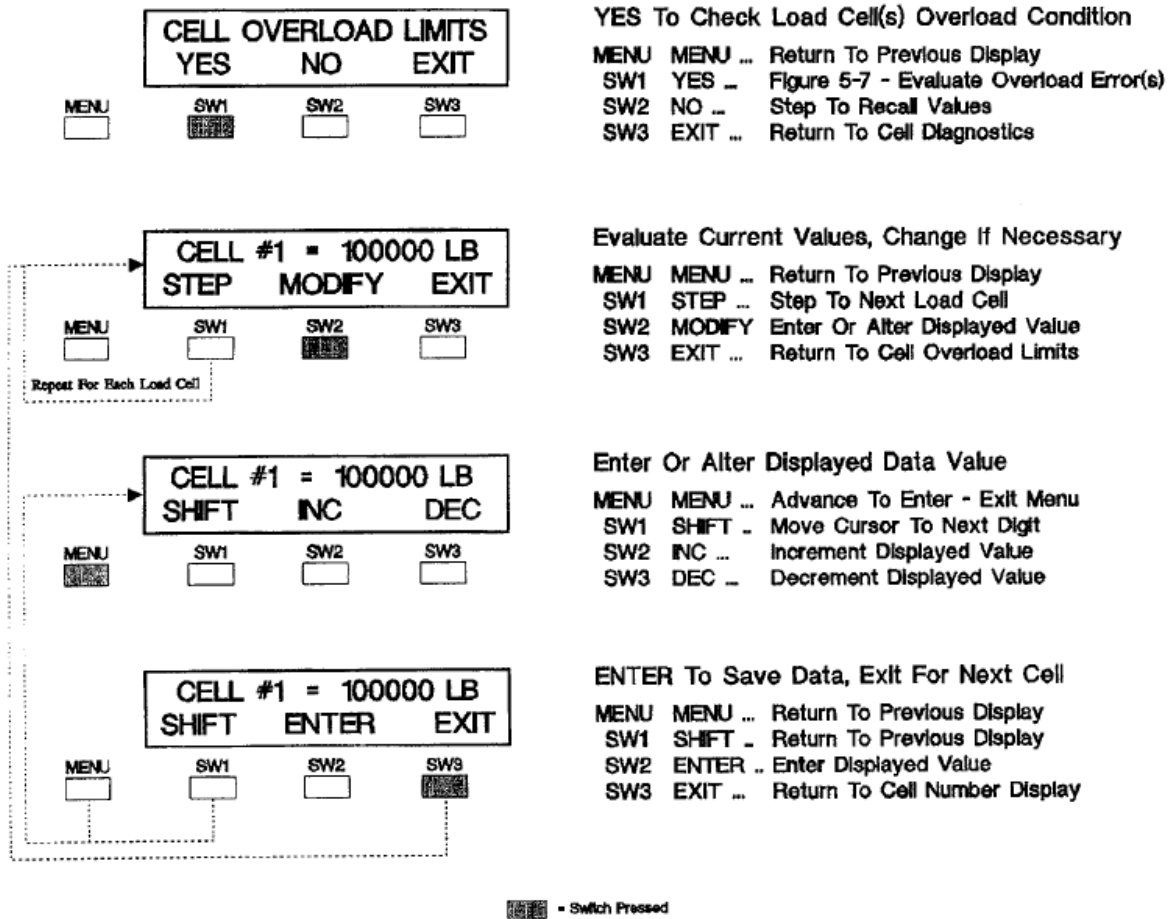 CELL OVERLOAD LIMITS
YES NO EXIT
MENU SW1 SW2 SW3
YES To Check Load Cell(s) Overload Condition
MENU MENU ... Return To Previous Display
SW1 YES .. Figure 5-7 - Evaluate Overload Error(s)
SW2 NO ... Step To Recall Values
SW3 EXIT ... Return To Cell Diagnostics
CELL #1 = 100000 LB
STEP MODIFY EXIT
MENU SW1 SW2 SW3
Repeat For Each Load Cell
Evaluate Current Values, Change If Necessary
MENU MENU ... Return To Previous Display
SW1 STEP ... Step To Next Load Cell
SW2 MODIFY Enter Or Alter Displayed Value
SW3 EXIT ... Return To Cell Overload Limits
CELL #1 = 100000 LB
SHIFT INC DEC
MENU SW1 SW2 SW3
Enter Or Alter Displayed Data Value
MENU MENU ... Advance To Enter - Exit Menu
SW1 SHIFT .. Move Cursor To Next Digit
SW2 INC ... Increment Displayed Value
SW3 DEC ... Decrement Displayed Value
CELL #1 = 100000 LB
SHIFT ENTER EXIT
MENU SW1 SW2 SW3
ENTER To Save Data, Exit For Next Cell
MENU MENU ... Return To Previous Display
SW1 SHIFT .. Return To Previous Display
SW2 ENTER .. Enter Displayed Value
SW3 EXIT ... Return To Cell Number Display
= Switch Pressed